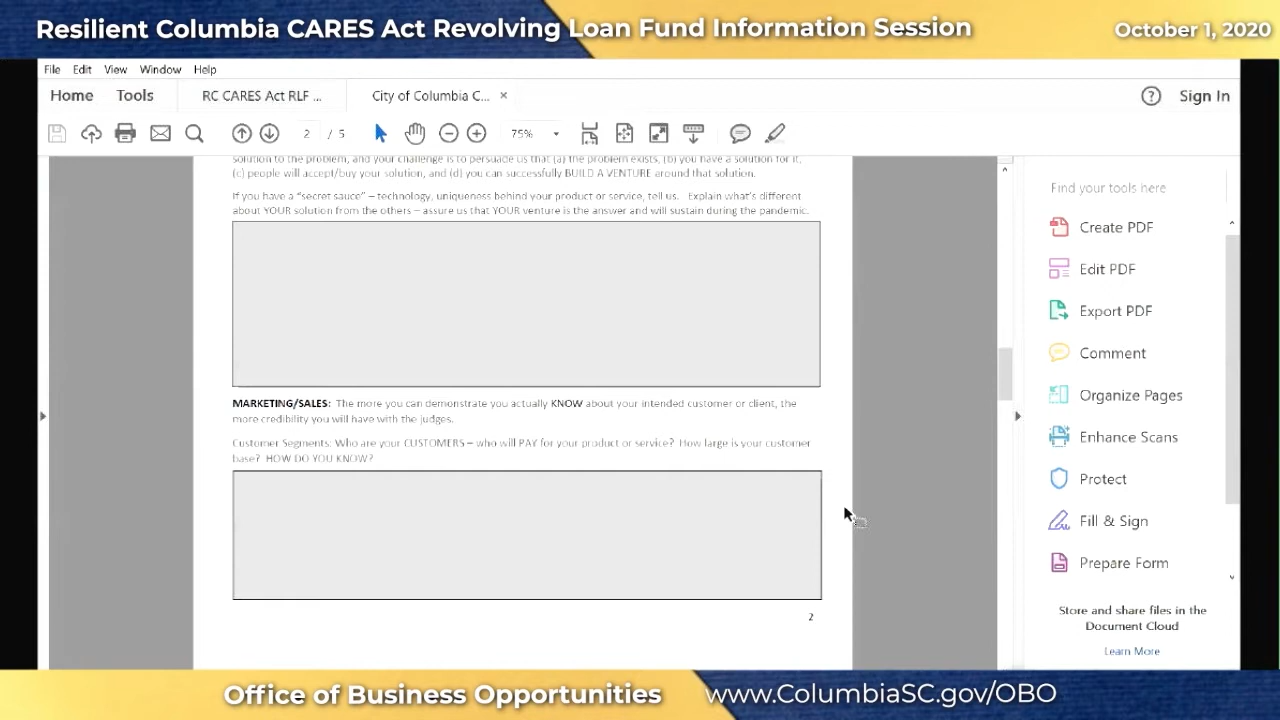 Resilient Columbia CARES Act Revolving Loan Fund Information Session
October 1, 2020
File Edit View Window Help
Home Tools RC CARES Act RLF ... City of Columbia C... × Sign In
2 / 5 75%
solution to the problem, and your challenge is to persuade us that (a) the problem exists, (b) you have a solution for it,
(c) people will accept/buy your solution, and (d) you can successfully BUILD A VENTURE around that solution.
If you have a "secret sauce" – technology, uniqueness behind your product or service, tell us. Explain what's different
about YOUR solution from the others – assure us that YOUR venture is the answer and will sustain during the pandemic.
MARKETING/SALES: The more you can demonstrate you actually KNOW about your intended customer or client, the
more credibility you will have with the judges.
Customer Segments: Who are your CUSTOMERS – who will PAY for your product or service? How large is your customer
base? HOW DO YOU KNOW?
2
Find your tools here
Create PDF
Edit PDF
Export PDF
Comment
Organize Pages
Enhance Scans
Protect
Fill & Sign
Prepare Form
Store and share files in the
Document Cloud
Learn More
Office of Business Opportunities
www.ColumbiaSC.gov/OBO